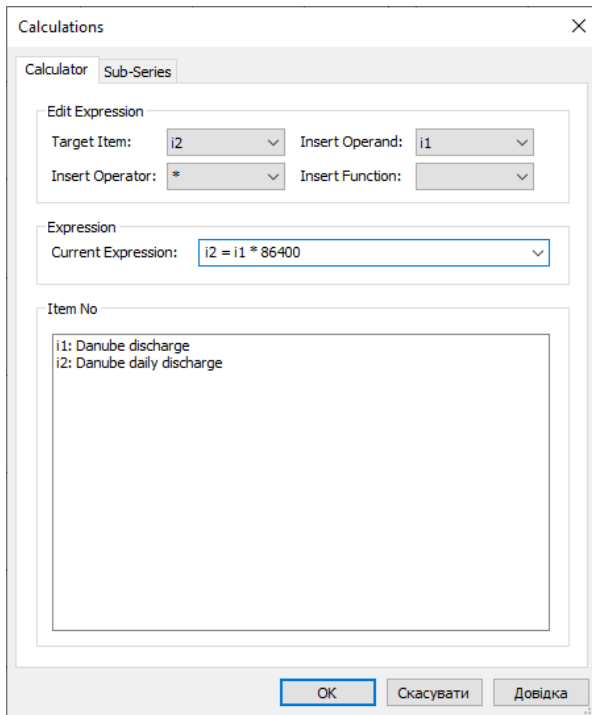 Calculations
Calculator Sub-Series
Edit Expression
Target Item: i2 Insert Operand: i1
Insert Operator: * Insert Function:
Expression
Current Expression: i2 = i1 * 86400
Item No
i1: Danube discharge
i2: Danube daily discharge
OK Скасувати Довідка